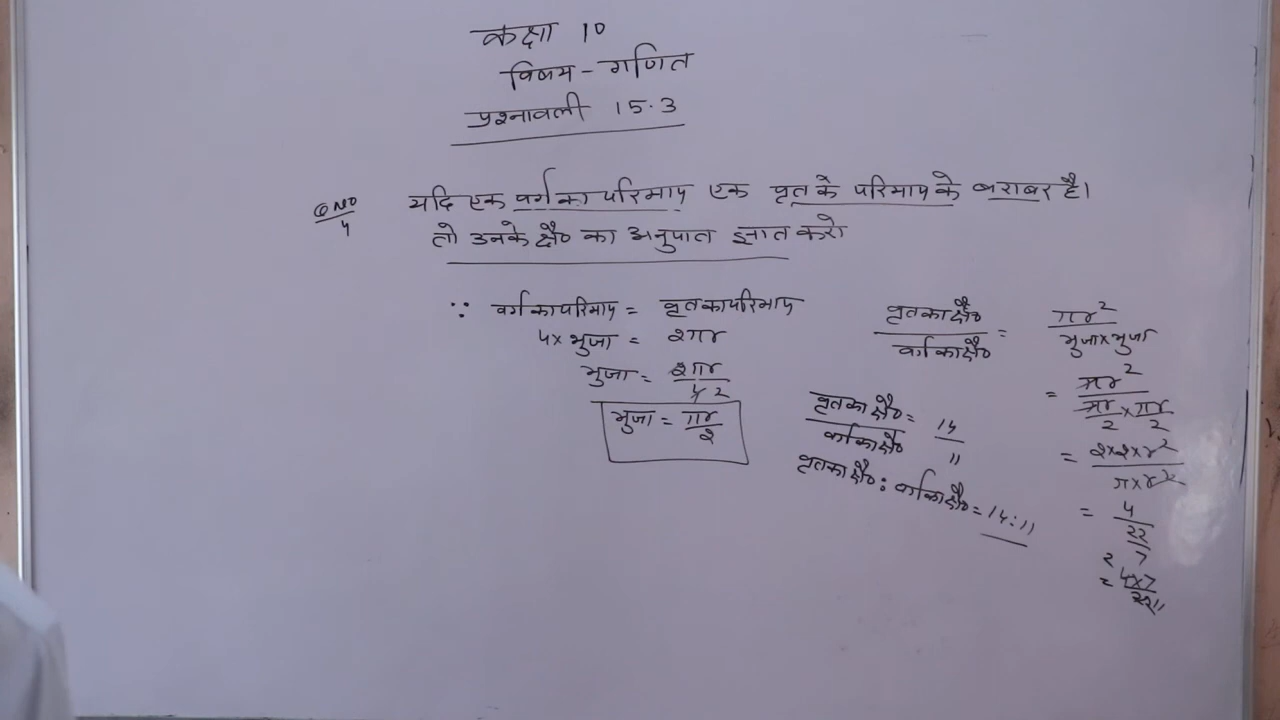 कक्षा 10
विषय - गणित
प्रश्नावली 15.3
QNO 4
यदि एक वर्ग का परिमाप एक वृत के परिमाप के बराबर है।
तो उनके क्षै० का अनुपात ज्ञात करो
∵ वर्ग का परिमाप = वृत का परिमाप
4 × भुजा = 2πr
भुजा = 2πr / 4 2
भुजा = πr / 2
वृत का क्षै० / वर्ग का क्षै० = πr² / भुजा × भुजा
= πr² / πr/2 × πr/2
= 2×2×r² / π×r²
= 4 / 22/7
= 2 4×7 / 22 11
वृत का क्षै० / वर्ग का क्षै० = 14 / 11
वृत का क्षै० : वर्ग का क्षै० = 14:11